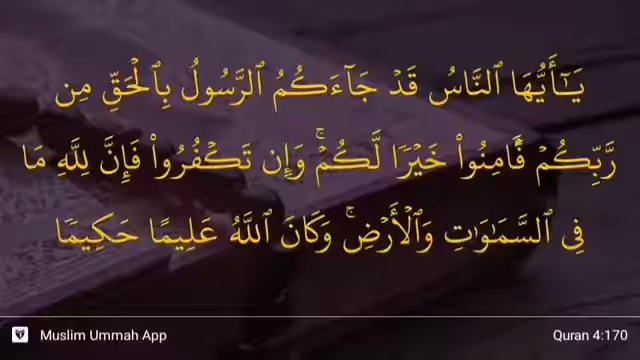 يَـٰٓأَيُّهَا ٱلنَّاسُ قَدْ جَآءَكُمُ ٱلرَّسُولُ بِٱلْحَقِّ مِن
رَّبِّكُمْ فَـَٔامِنُوا۟ خَيْرًا لَّكُمْ ۚ وَإِن تَكْفُرُوا۟ فَإِنَّ لِلَّهِ مَا
فِى ٱلسَّمَـٰوَٰتِ وَٱلْأَرْضِ ۚ وَكَانَ ٱللَّهُ عَلِيمًا حَكِيمًا
Muslim Ummah App
Quran 4:170